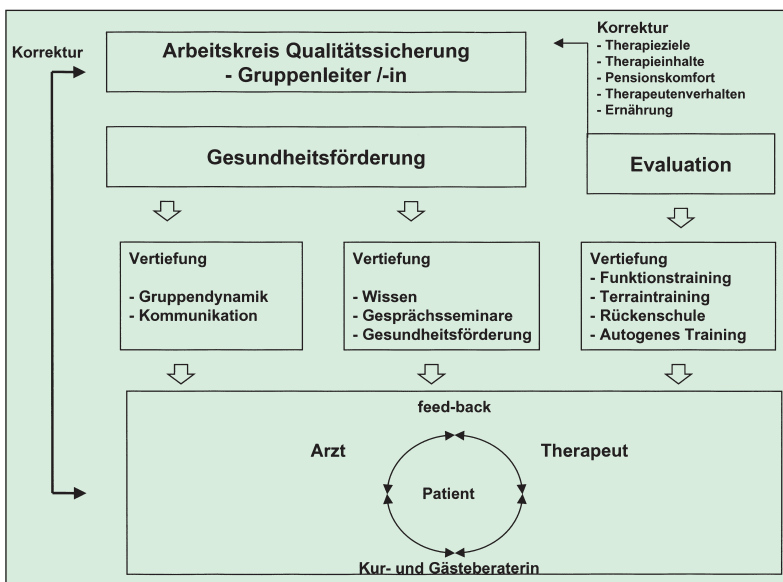 Korrektur
Arbeitskreis Qualitätssicherung
- Gruppenleiter /-in
Korrektur
- Therapieziele
- Therapieinhalte
- Pensionskomfort
- Therapeutenverhalten
- Ernährung
Gesundheitsförderung
Evaluation
Vertiefung
- Gruppendynamik
- Kommunikation
Vertiefung
- Wissen
- Gesprächsseminare
- Gesundheitsförderung
Vertiefung
- Funktionstraining
- Terraintraining
- Rückenschule
- Autogenes Training
feed-back
Arzt
Therapeut
Patient
Kur- und Gästeberaterin